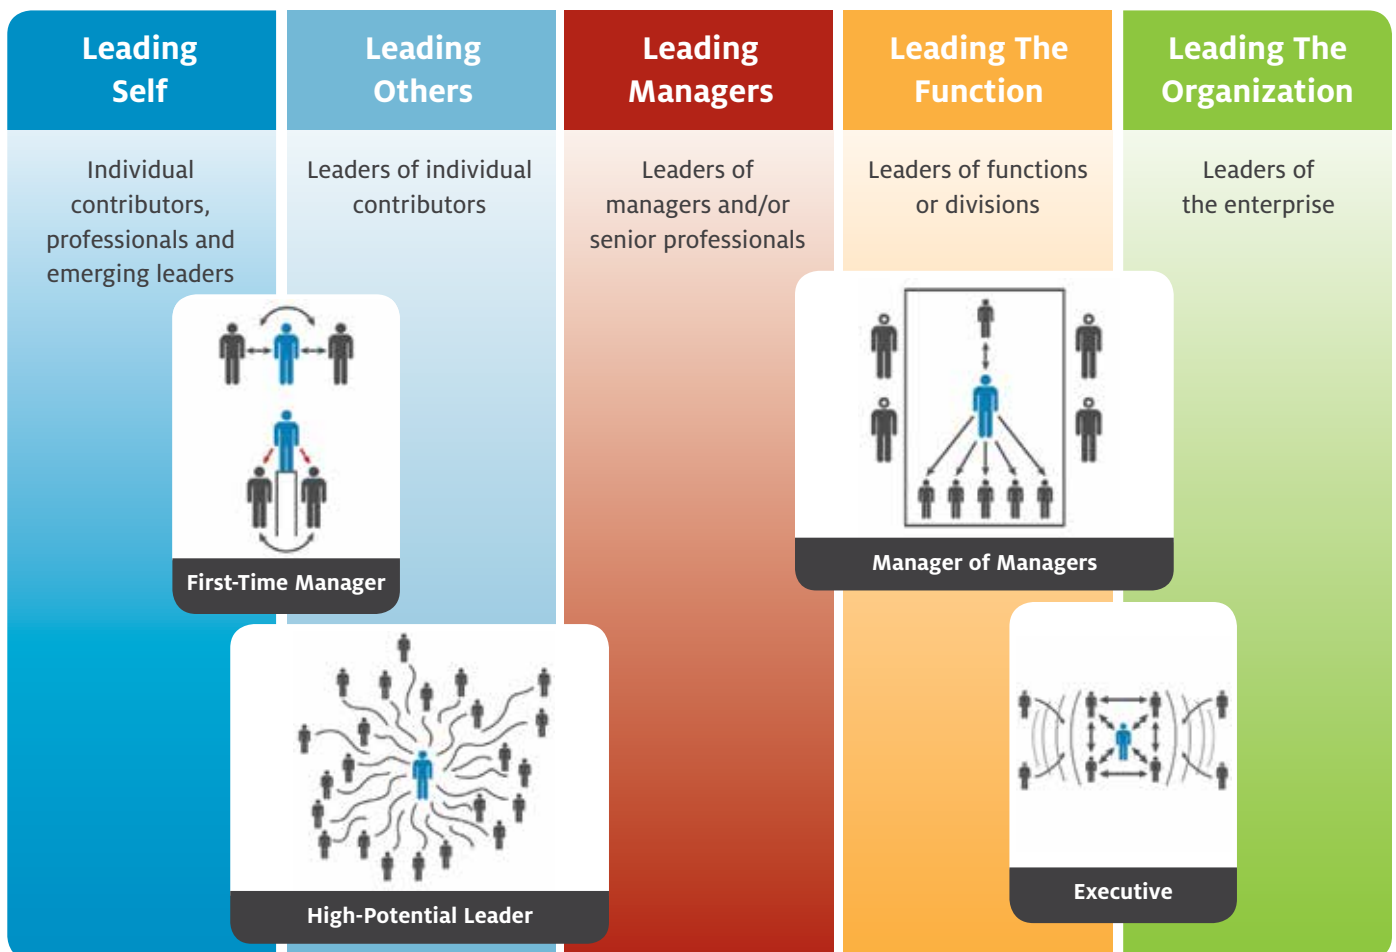 Leading
Self
Leading
Others
Leading
Managers
Leading The
Function
Leading The
Organization
Individual
contributors,
professionals and
emerging leaders
Leaders of individual
contributors
Leaders of
managers and/or
senior professionals
Leaders of functions
or divisions
Leaders of
the enterprise
First-Time Manager
Manager of Managers
High-Potential Leader
Executive